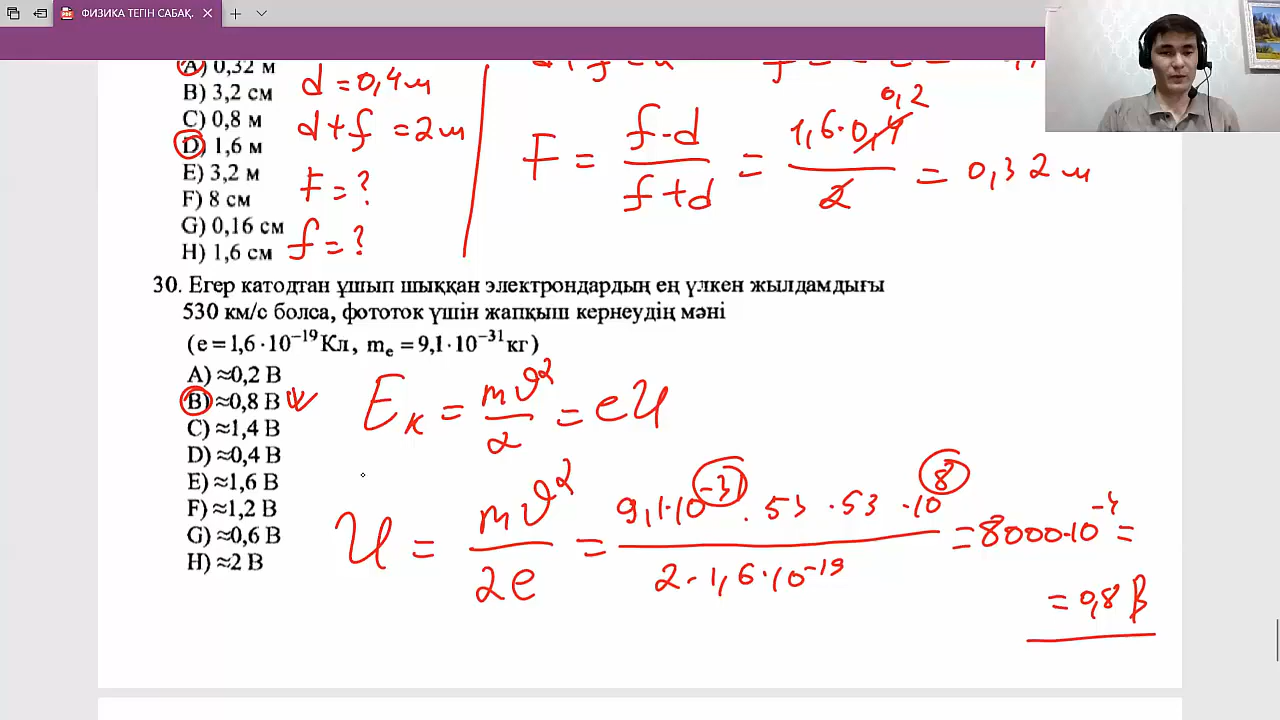 ФИЗИКА ТЕГІН САБАҚ.
A) 0,32 м
B) 3,2 см
C) 0,8 м
D) 1,6 м
E) 3,2 м
F) 8 см
G) 0,16 см
H) 1,6 см
d = 0,4 м
d+f = 2 м
F = ?
f = ?
F = f·d / f+d = 1,6·0,4 / 2 = 0,32 м
0,2
30. Егер катодтан ұшып шыққан электрондардың ең үлкен жылдамдығы
530 км/с болса, фототок үшін жапқыш кернеудің мәні
(e = 1,6·10⁻¹⁹ Кл, mₑ = 9,1·10⁻³¹ кг)
A) ≈0,2 В
B) ≈0,8 В
C) ≈1,4 В
D) ≈0,4 В
E) ≈1,6 В
F) ≈1,2 В
G) ≈0,6 В
H) ≈2 В
Eк = mϑ² / 2 = eU
U = mϑ² / 2e = 9,1·10⁻³¹ · 53 · 53 · 10⁸ / 2·1,6·10⁻¹⁹ = 8000·10⁻⁴ =
= 0,8 В